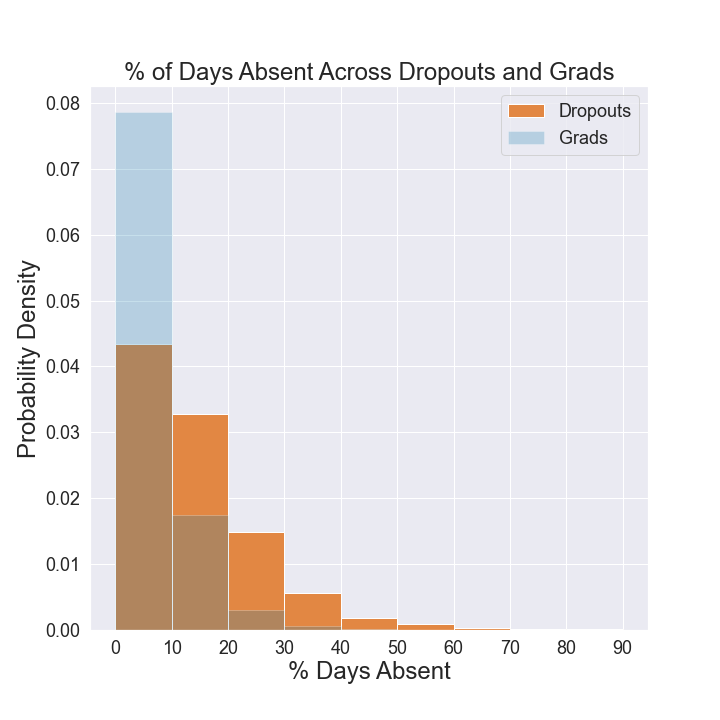 % of Days Absent Across Dropouts and Grads
Dropouts
Grads
0.08
0.07
0.06
0.05
0.04
0.03
0.02
0.01
0.00
Probability Density
0 10 20 30 40 50 60 70 80 90
% Days Absent